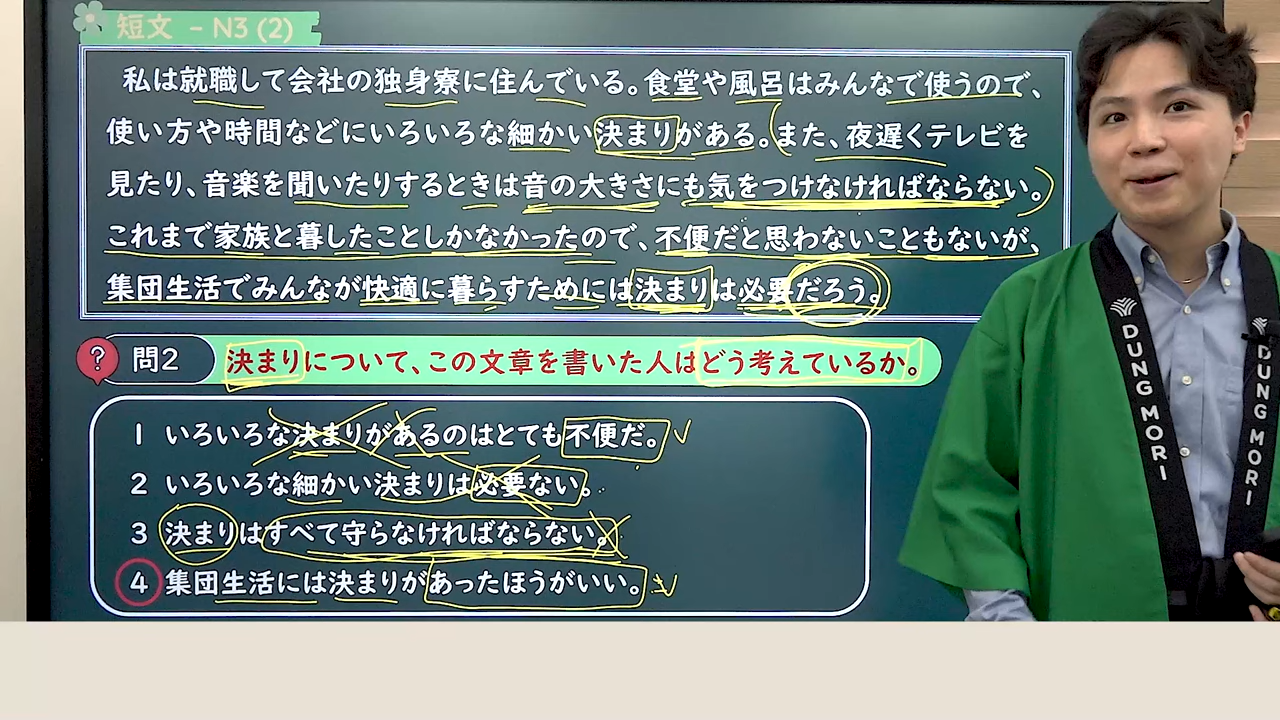 短文 - N3 (2)
私は就職して会社の独身寮に住んでいる。食堂や風呂はみんなで使うので、
使い方や時間などにいろいろな細かい決まりがある。また、夜遅くテレビを
見たり、音楽を聞いたりするときは音の大きさにも気をつけなければならない。
これまで家族と暮したことしかなかったので、不便だと思わないこともないが、
集団生活でみんなが快適に暮らすためには決まりは必要だろう。
? 問2 決まりについて、この文章を書いた人はどう考えているか。
1 いろいろな決まりがあるのはとても不便だ。
2 いろいろな細かい決まりは必要ない。
3 決まりはすべて守らなければならない。
4 集団生活には決まりがあったほうがいい。
DUNG MORI
DUNG MORI